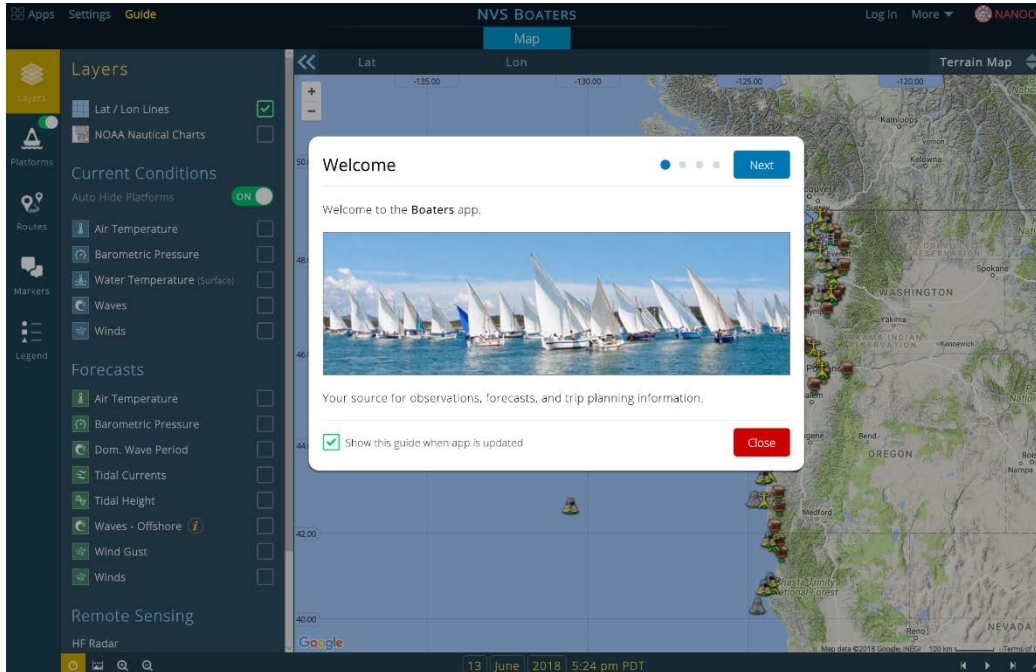 Apps Settings Guide
NVS BOATERS
Log In More
NANOO
Map
Layers
Platforms
Routes
Markers
Legend
Layers
Lat / Lon Lines
NOAA Nautical Charts
Current Conditions
Auto Hide Platforms ON
Air Temperature
Barometric Pressure
Water Temperature (Surface)
Waves
Winds
Forecasts
Air Temperature
Barometric Pressure
Dom. Wave Period
Tidal Currents
Tidal Height
Waves - Offshore i
Wind Gust
Winds
Remote Sensing
HF Radar
Lat Lon
Terrain Map
-135.00 -130.00 -125.00 -120.00
Kamloops
Vernon
Kelowna
Spokane
WASHINGTON
Yakima
Kennewick
Bend
OREGON
Nampa
Medford
Reno
NEVADA
42.00
40.00
Welcome
Next
Welcome to the Boaters app.
Your source for observations, forecasts, and trip planning information.
Show this guide when app is updated
Close
Google
Map data ©2018 Google, INEGI 100 km Terms of
13 June 2018 5:24 pm PDT